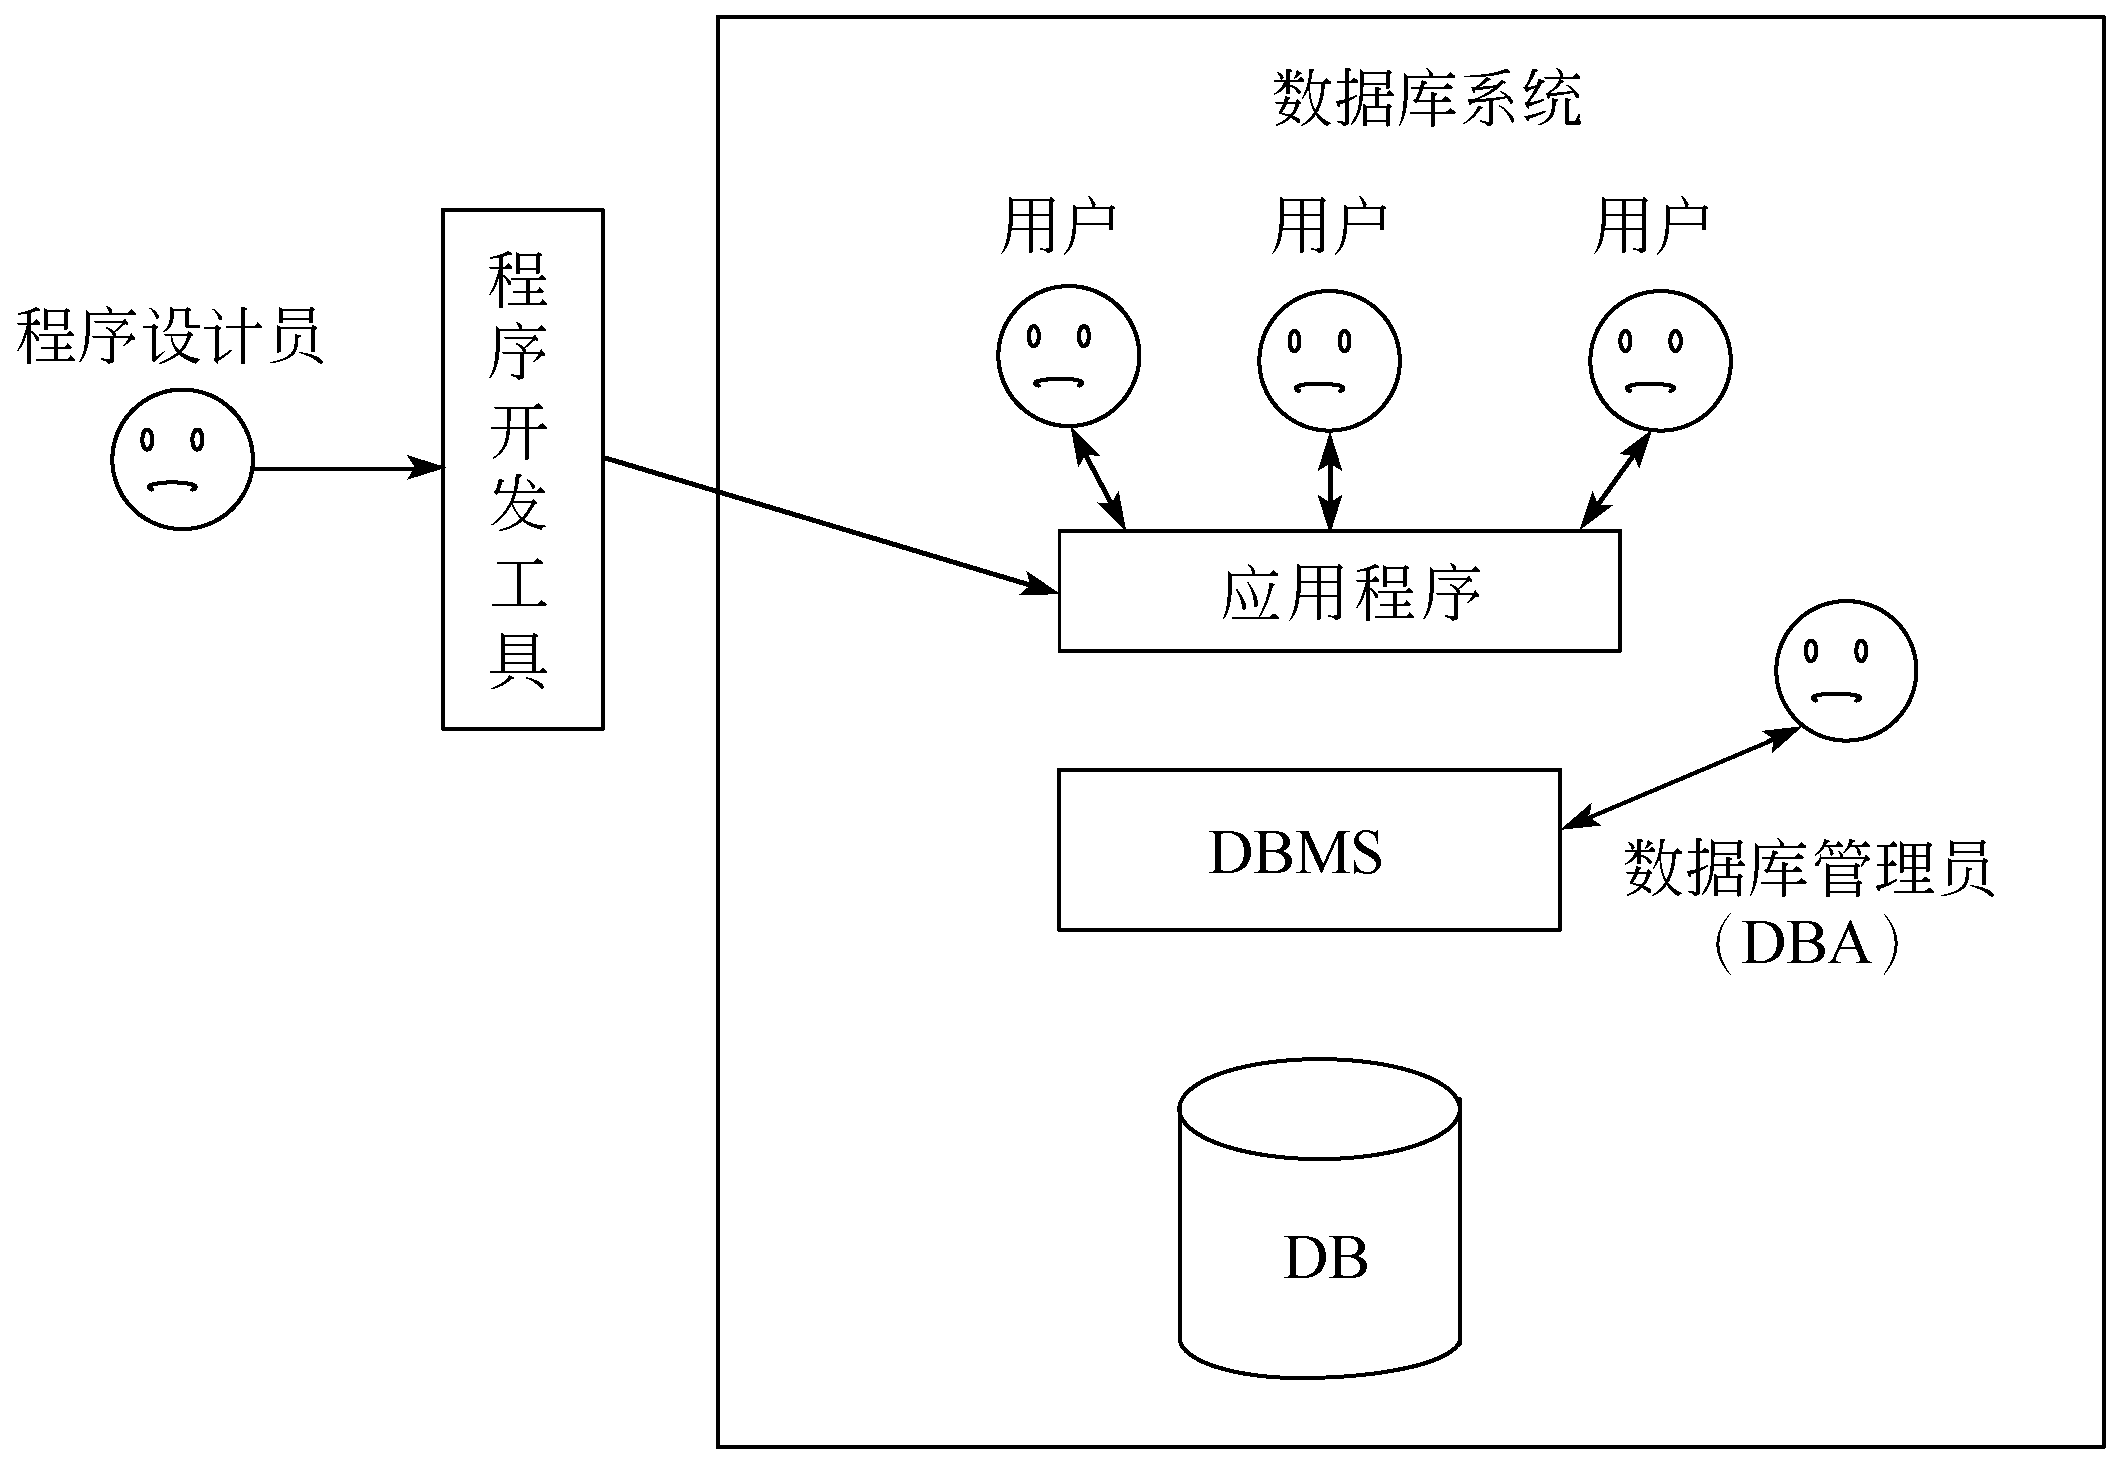 数据库系统
用户 用户 用户
程序设计员
程序开发工具
应用程序
DBMS
数据库管理员
（DBA）
DB